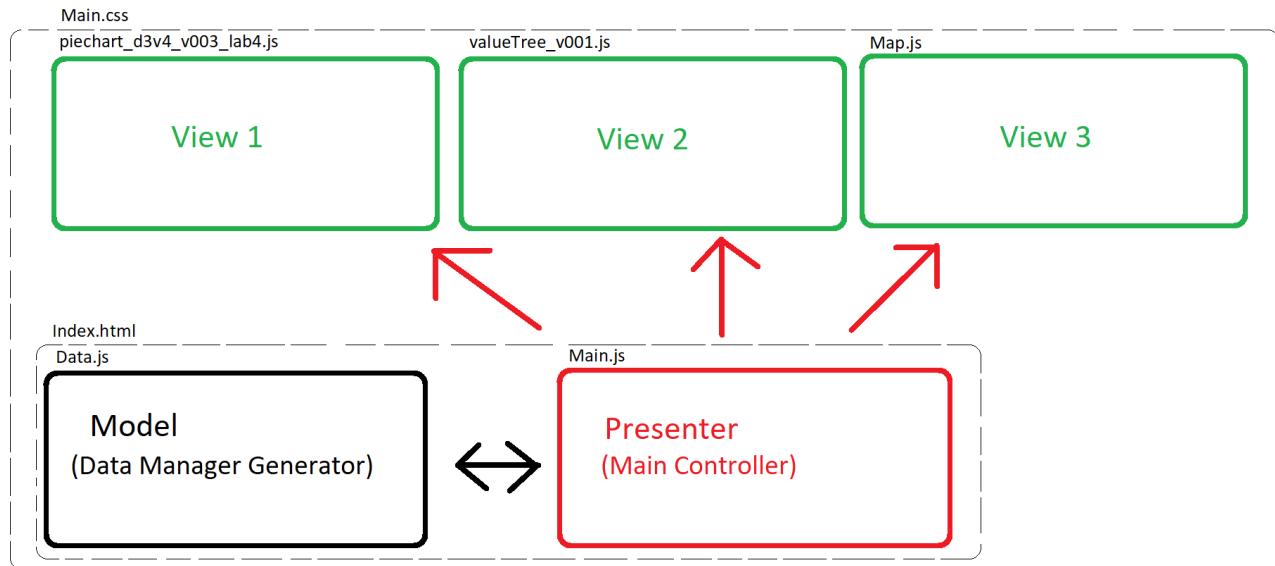 Main.css
piechart_d3v4_v003_lab4.js
valueTree_v001.js
Map.js
View 1
View 2
View 3
Index.html
Data.js
Main.js
Model
(Data Manager Generator)
Presenter
(Main Controller)